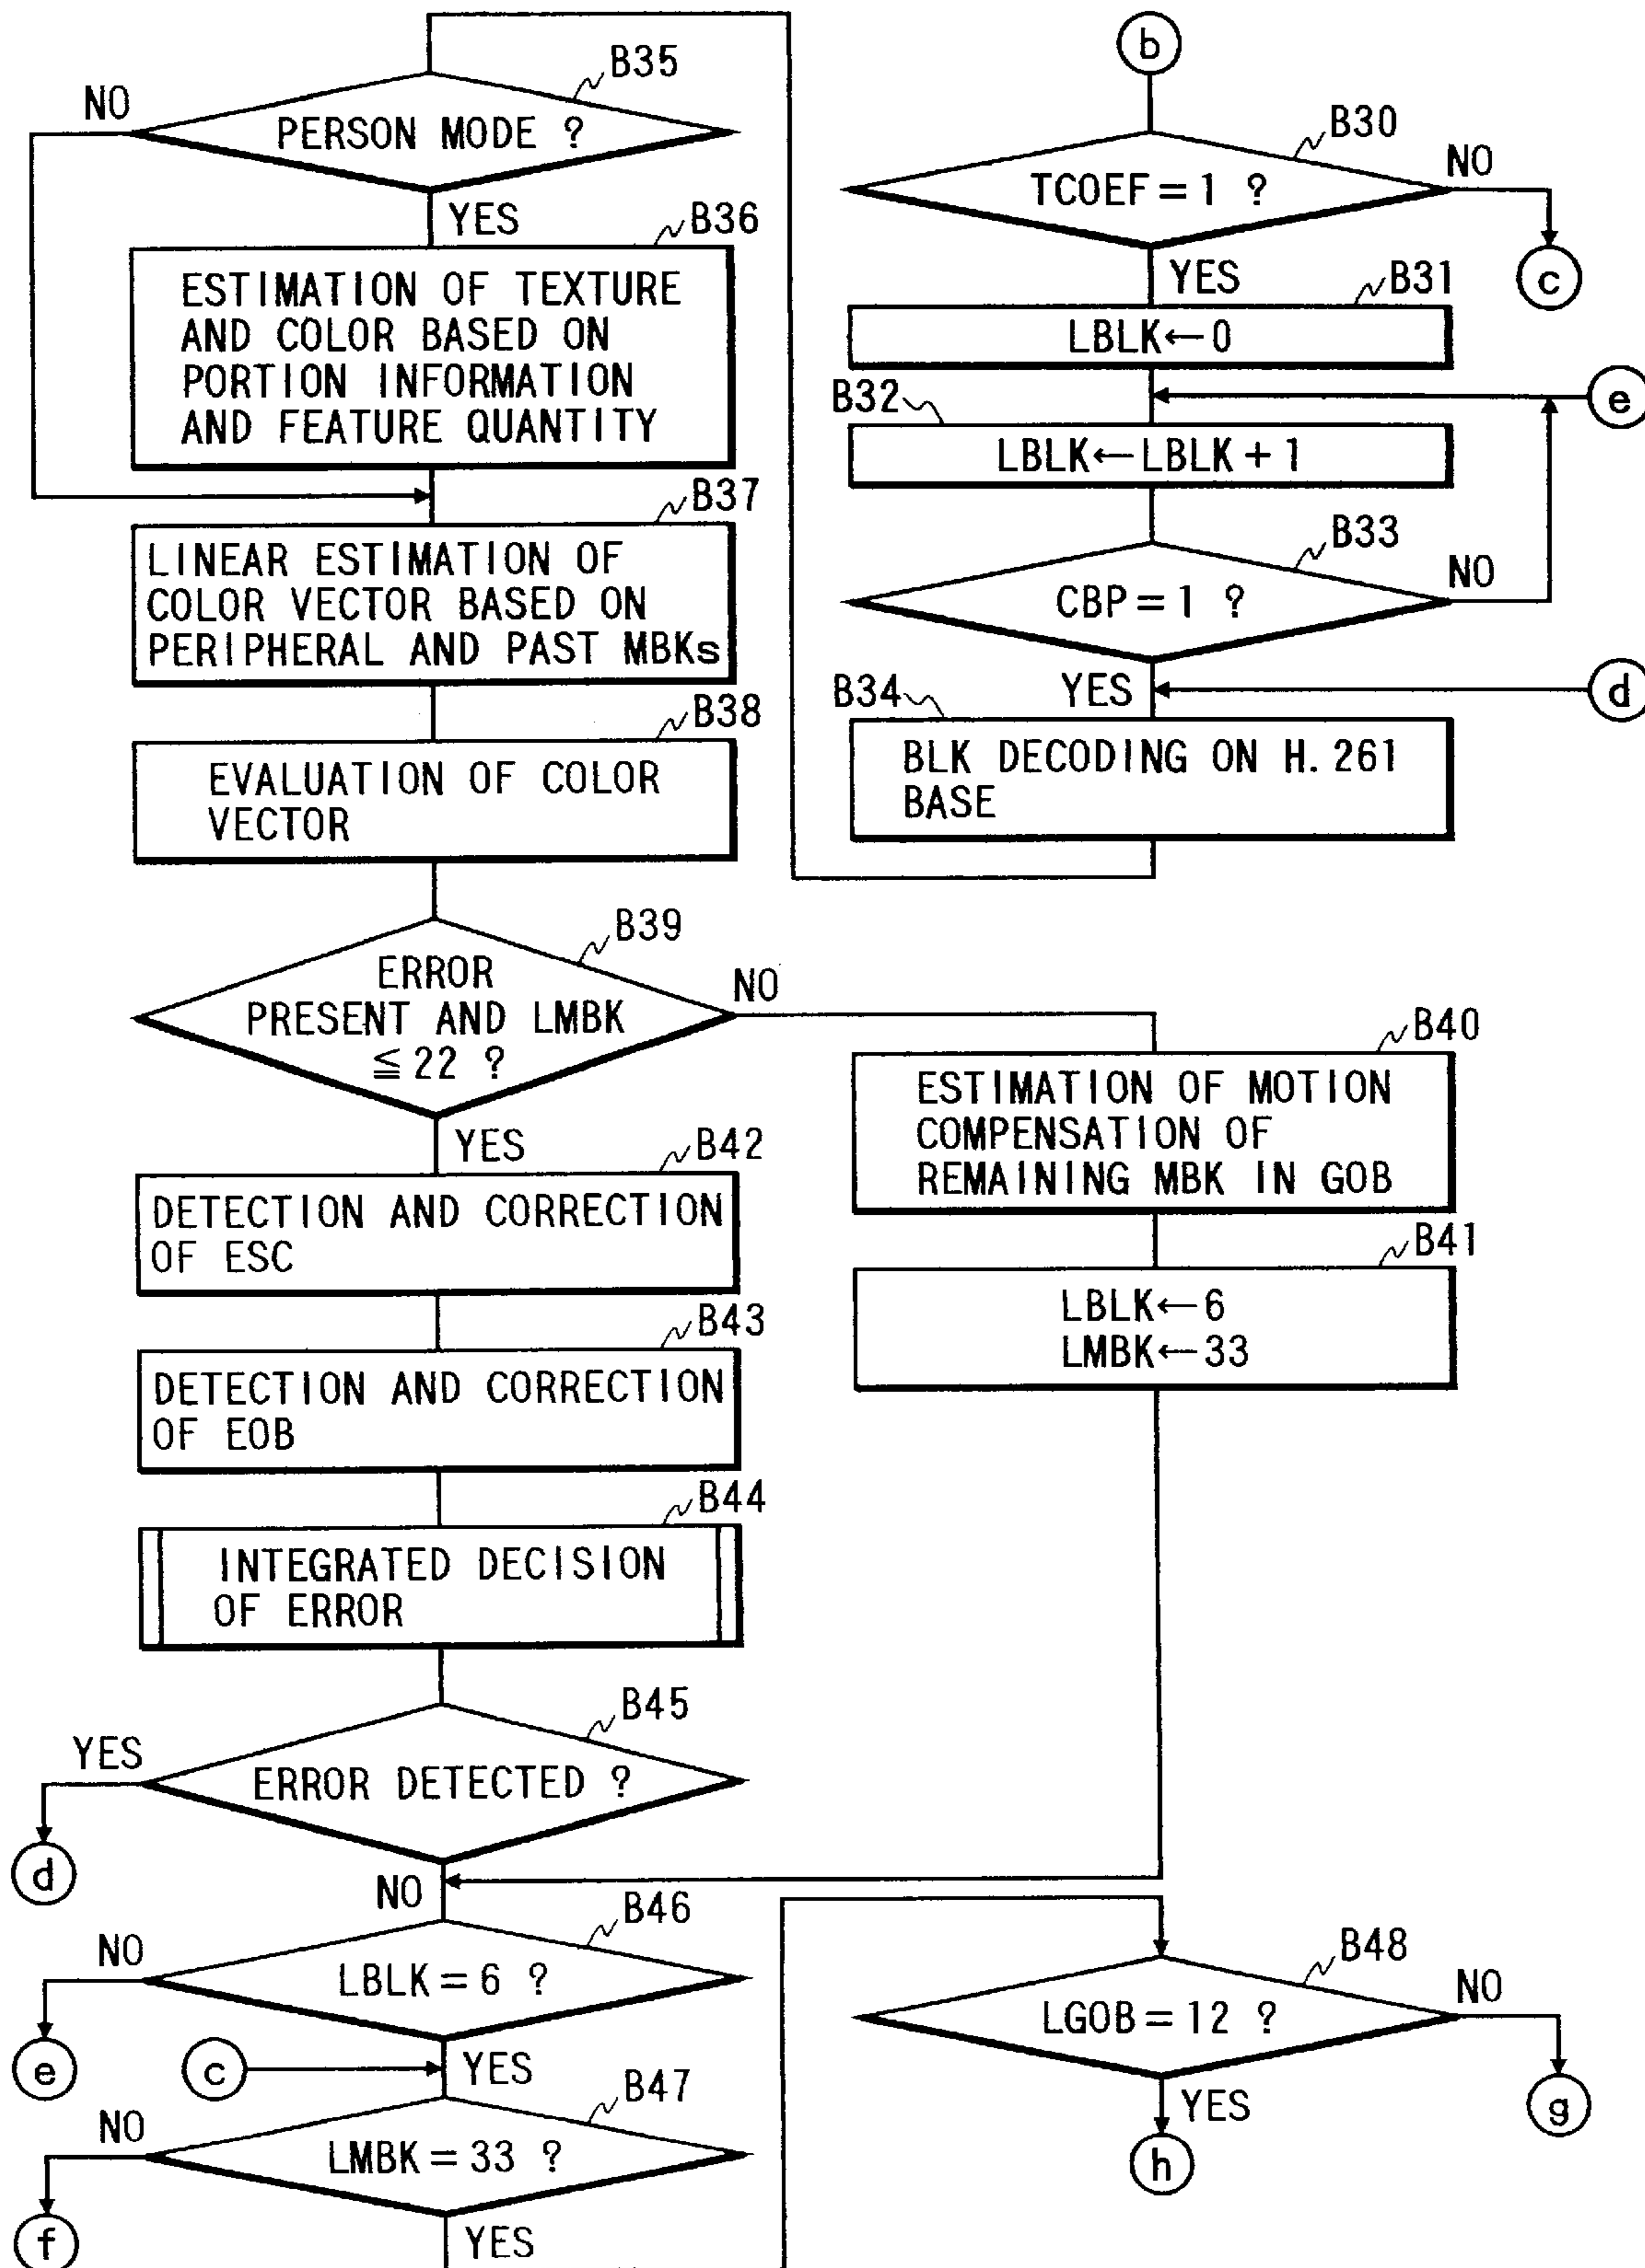 b
B30
TCOEF = 1 ?
NO
c
YES
B31
LBLK←0
e
B32
LBLK←LBLK + 1
B33
CBP = 1 ?
NO
YES
d
B34
BLK DECODING ON H. 261
BASE
B35
NO
PERSON MODE ?
YES
B36
ESTIMATION OF TEXTURE
AND COLOR BASED ON
PORTION INFORMATION
AND FEATURE QUANTITY
B37
LINEAR ESTIMATION OF
COLOR VECTOR BASED ON
PERIPHERAL AND PAST MBKs
B38
EVALUATION OF COLOR
VECTOR
B39
ERROR
PRESENT AND LMBK
≦ 22 ?
NO
YES
B40
ESTIMATION OF MOTION
COMPENSATION OF
REMAINING MBK IN GOB
B41
LBLK←6
LMBK←33
B42
DETECTION AND CORRECTION
OF ESC
B43
DETECTION AND CORRECTION
OF EOB
B44
INTEGRATED DECISION
OF ERROR
B45
YES
ERROR DETECTED ?
d
NO
B46
NO
LBLK = 6 ?
e
c
YES
B47
NO
LMBK = 33 ?
f
YES
B48
LGOB = 12 ?
NO
g
YES
h